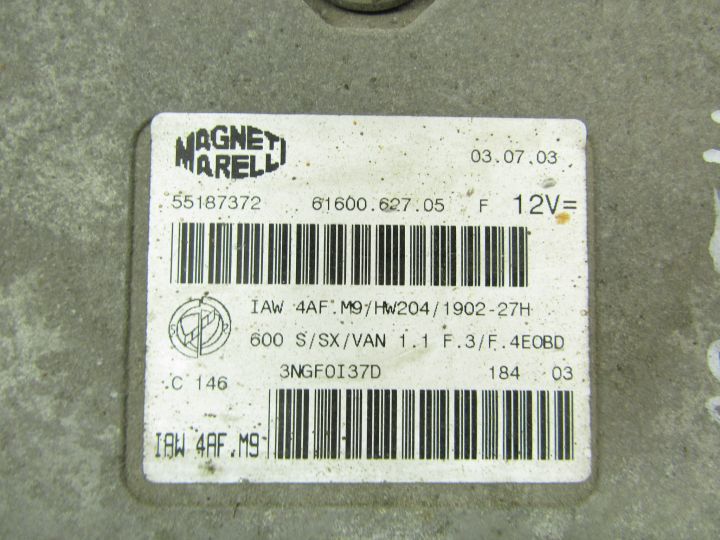 MAGNETI
MARELLI
03.07.03
55187372 61600.627.05 F 12V=
IAW 4AF.M9/HW204/1902-27H
600 S/SX/VAN 1.1 F.3/F.4EOBD
3NGF0I37D 184 03
C 146
IAW 4AF.M9